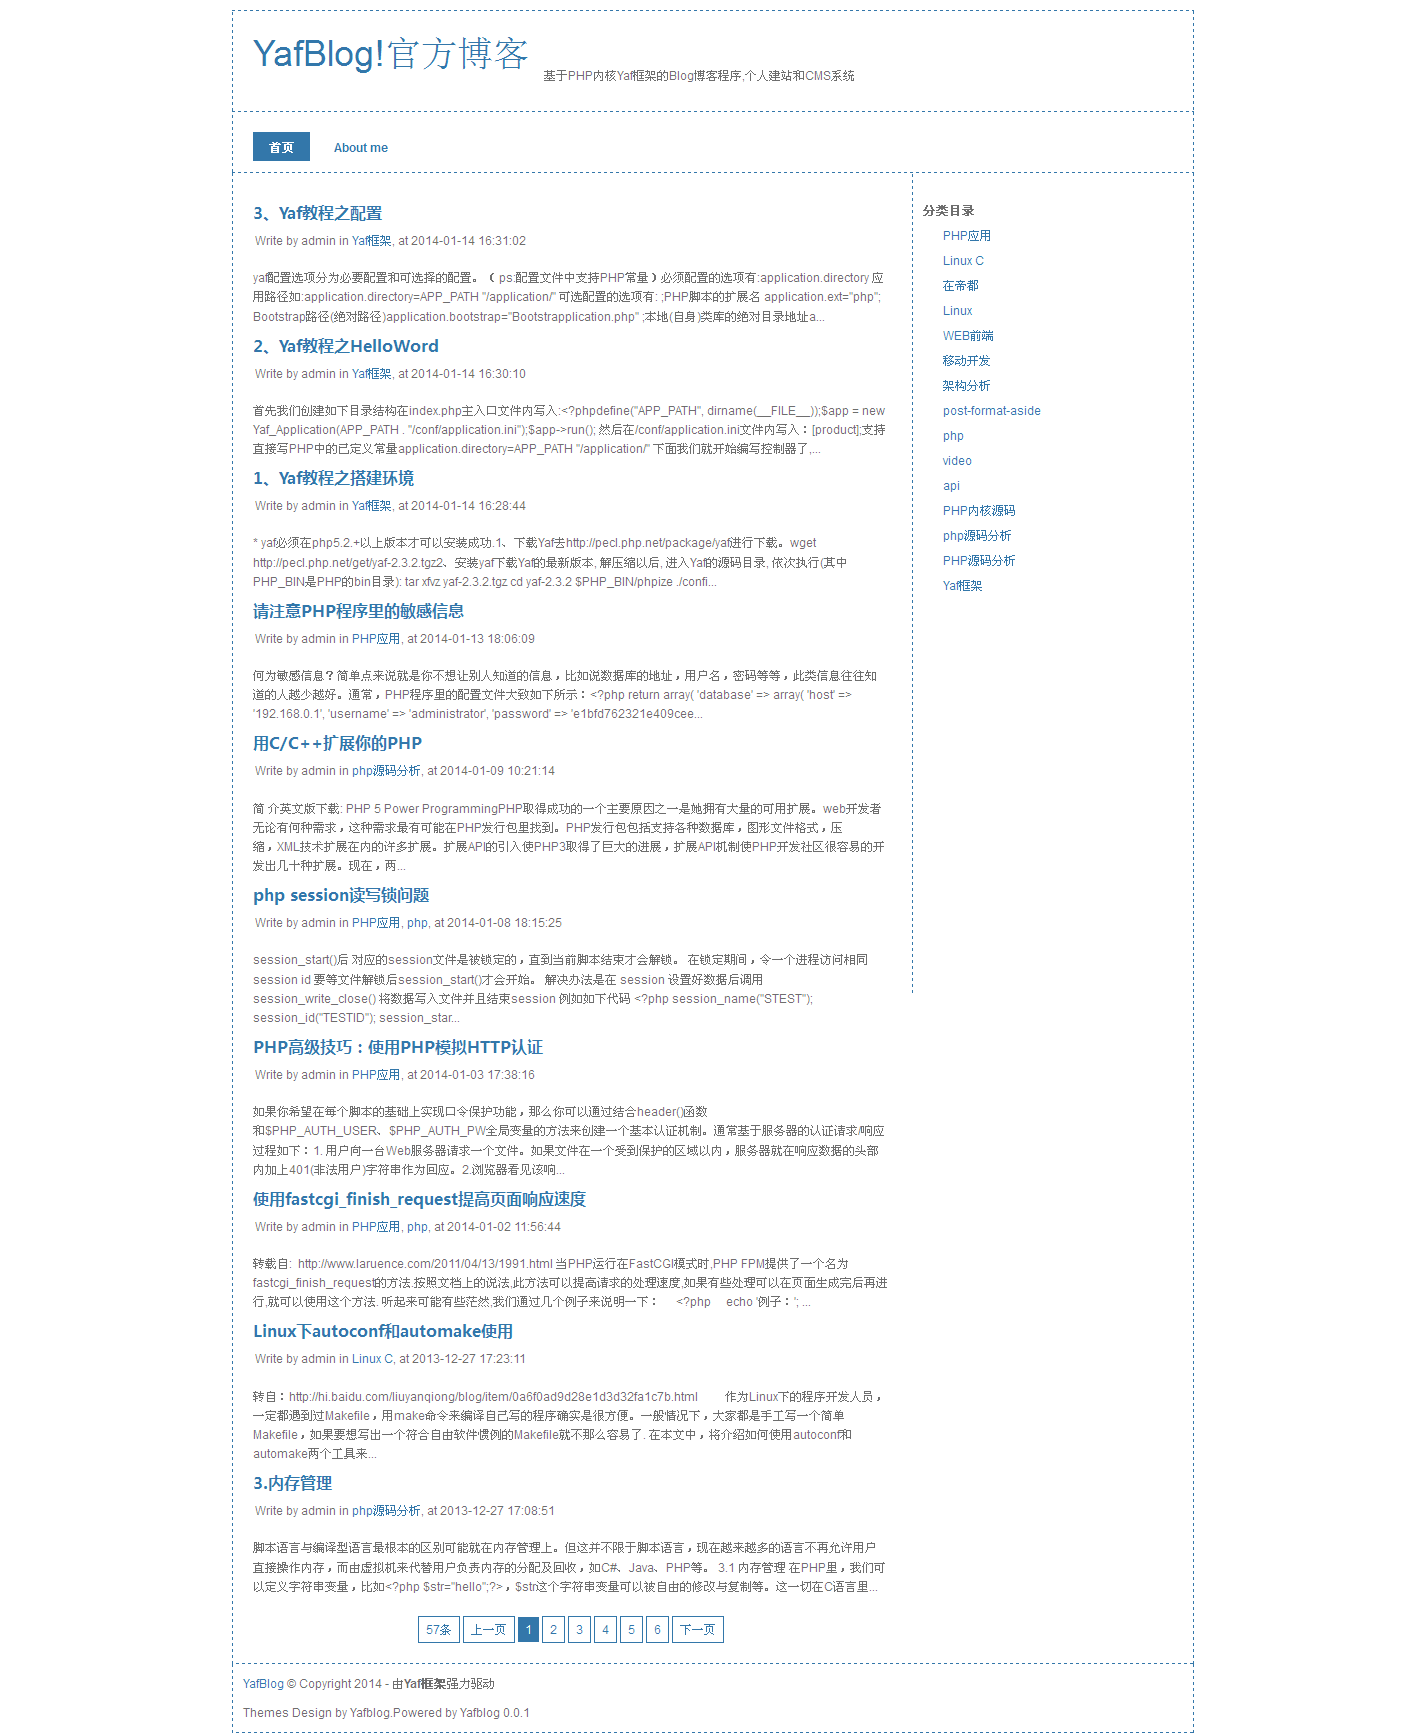 YafBlog!官方博客
基于PHP内核Yaf框架的Blog博客程序,个人建站和CMS系统
首页
About me
3、Yaf教程之配置
Write by admin in Yaf框架, at 2014-01-14 16:31:02
yaf配置选项分为必要配置和可选择的配置。（ ps:配置文件中支持PHP常量）必须配置的选项有:application.directory 应
用路径如:application.directory=APP_PATH "/application/" 可选配置的选项有: ;PHP脚本的扩展名 application.ext="php";
Bootstrap路径(绝对路径)application.bootstrap="Bootstrapplication.php" ;本地(自身)类库的绝对目录地址a...
2、Yaf教程之HelloWord
Write by admin in Yaf框架, at 2014-01-14 16:30:10
首先我们创建如下目录结构在index.php主入口文件内写入:<?phpdefine("APP_PATH", dirname(__FILE__));$app = new
Yaf_Application(APP_PATH . "/conf/application.ini");$app->run(); 然后在/conf/application.ini文件内写入：[product];支持
直接写PHP中的已定义常量application.directory=APP_PATH "/application/" 下面我们就开始编写控制器了,...
1、Yaf教程之搭建环境
Write by admin in Yaf框架, at 2014-01-14 16:28:44
* yaf必须在php5.2.+以上版本才可以安装成功.1、下载Yaf去http://pecl.php.net/package/yaf进行下载。wget
http://pecl.php.net/get/yaf-2.3.2.tgz2、安装yaf下载Yaf的最新版本, 解压缩以后, 进入Yaf的源码目录, 依次执行(其中
PHP_BIN是PHP的bin目录): tar xfvz yaf-2.3.2.tgz cd yaf-2.3.2 $PHP_BIN/phpize ./confi...
请注意PHP程序里的敏感信息
Write by admin in PHP应用, at 2014-01-13 18:06:09
何为敏感信息？简单点来说就是你不想让别人知道的信息，比如说数据库的地址，用户名，密码等等，此类信息往往知
道的人越少越好。通常，PHP程序里的配置文件大致如下所示：<?php return array( 'database' => array( 'host' =>
'192.168.0.1', 'username' => 'administrator', 'password' => 'e1bfd762321e409cee...
用C/C++扩展你的PHP
Write by admin in php源码分析, at 2014-01-09 10:21:14
简 介英文版下载: PHP 5 Power ProgrammingPHP取得成功的一个主要原因之一是她拥有大量的可用扩展。web开发者
无论有何种需求，这种需求最有可能在PHP发行包里找到。PHP发行包包括支持各种数据库，图形文件格式，压
缩，XML技术扩展在内的许多扩展。扩展API的引入使PHP3取得了巨大的进展，扩展API机制使PHP开发社区很容易的开
发出几十种扩展。现在，两...
php session读写锁问题
Write by admin in PHP应用, php, at 2014-01-08 18:15:25
session_start()后 对应的session文件是被锁定的，直到当前脚本结束才会解锁。 在锁定期间，令一个进程访问相同
session id 要等文件解锁后session_start()才会开始。 解决办法是在 session 设置好数据后调用
session_write_close() 将数据写入文件并且结束session 例如如下代码 <?php session_name("STEST");
session_id("TESTID"); session_star...
PHP高级技巧：使用PHP模拟HTTP认证
Write by admin in PHP应用, at 2014-01-03 17:38:16
如果你希望在每个脚本的基础上实现口令保护功能，那么你可以通过结合header()函数
和$PHP_AUTH_USER、$PHP_AUTH_PW全局变量的方法来创建一个基本认证机制。通常基于服务器的认证请求/响应
过程如下：1. 用户向一台Web服务器请求一个文件。如果文件在一个受到保护的区域以内，服务器就在响应数据的头部
内加上401(非法用户)字符串作为回应。2.浏览器看见该响...
使用fastcgi_finish_request提高页面响应速度
Write by admin in PHP应用, php, at 2014-01-02 11:56:44
转载自: http://www.laruence.com/2011/04/13/1991.html 当PHP运行在FastCGI模式时,PHP FPM提供了一个名为
fastcgi_finish_request的方法.按照文档上的说法,此方法可以提高请求的处理速度,如果有些处理可以在页面生成完后再进
行,就可以使用这个方法. 听起来可能有些茫然,我们通过几个例子来说明一下： <?php echo '例子：'; ...
Linux下autoconf和automake使用
Write by admin in Linux C, at 2013-12-27 17:23:11
转自：http://hi.baidu.com/liuyanqiong/blog/item/0a6f0ad9d28e1d3d32fa1c7b.html 作为Linux下的程序开发人员，
一定都遇到过Makefile，用make命令来编译自己写的程序确实是很方便。一般情况下，大家都是手工写一个简单
Makefile，如果要想写出一个符合自由软件惯例的Makefile就不那么容易了. 在本文中，将介绍如何使用autoconf和
automake两个工具来...
3.内存管理
Write by admin in php源码分析, at 2013-12-27 17:08:51
脚本语言与编译型语言最根本的区别可能就在内存管理上。但这并不限于脚本语言，现在越来越多的语言不再允许用户
直接操作内存，而由虚拟机来代替用户负责内存的分配及回收，如C#、Java、PHP等。 3.1 内存管理 在PHP里，我们可
以定义字符串变量，比如<?php $str="hello";?>，$str这个字符串变量可以被自由的修改与复制等。这一切在C语言里...
57条 上一页 1 2 3 4 5 6 下一页
分类目录
PHP应用
Linux C
在帝都
Linux
WEB前端
移动开发
架构分析
post-format-aside
php
video
api
PHP内核源码
php源码分析
PHP源码分析
Yaf框架
YafBlog © Copyright 2014 - 由Yaf框架强力驱动
Themes Design by Yafblog.Powered by Yafblog 0.0.1